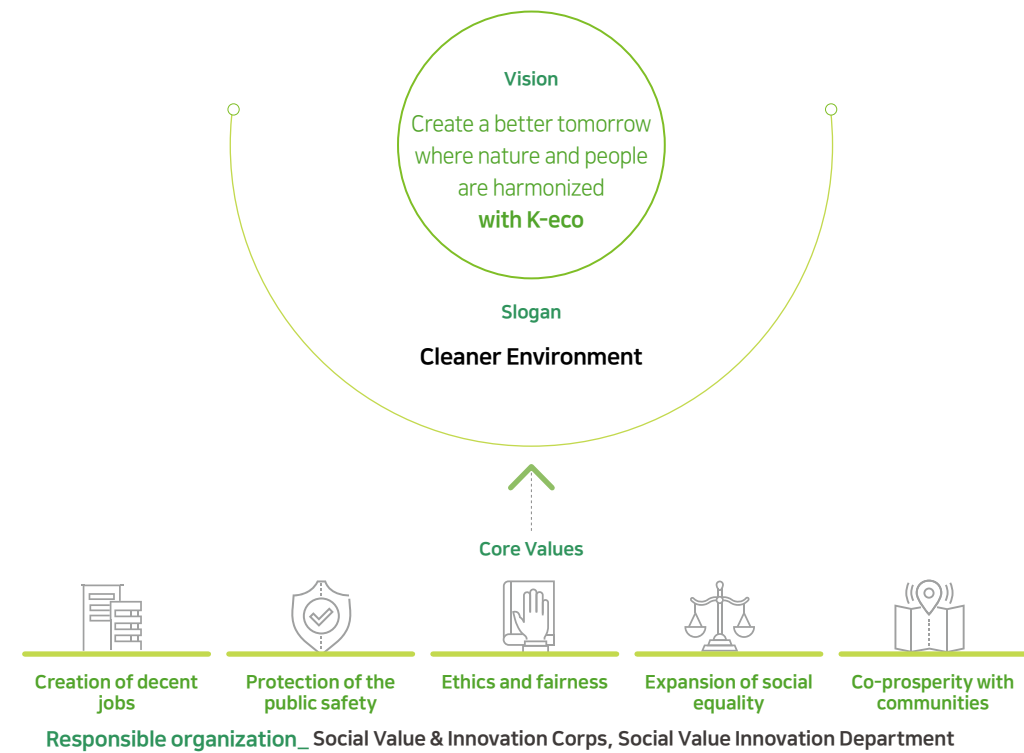 Vision
Create a better tomorrow
where nature and people
are harmonized
with K-eco
Slogan
Cleaner Environment
Core Values
Creation of decent
jobs
Protection of the
public safety
Ethics and fairness
Expansion of social
equality
Co-prosperity with
communities
Responsible organization_ Social Value & Innovation Corps, Social Value Innovation Department